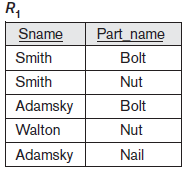 R1
Sname Part_name
Smith Bolt
Smith Nut
Adamsky Bolt
Walton Nut
Adamsky Nail